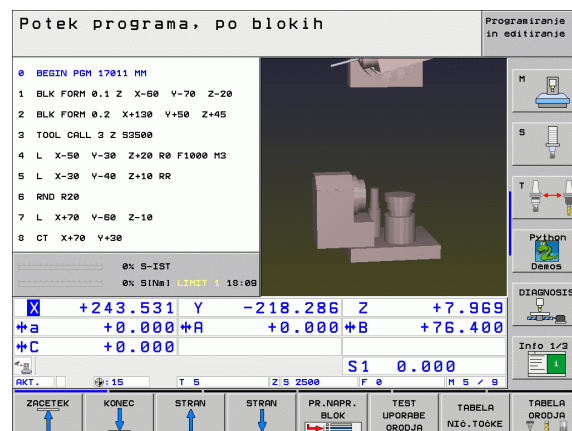 Potek programa, po blokih
Programiranje
in editiranje
0 BEGIN PGM 17011 MM
1 BLK FORM 0.1 Z X-60 Y-70 Z-20
2 BLK FORM 0.2 X+130 Y+50 Z+45
3 TOOL CALL 3 Z S3500
4 L X-50 Y-30 Z+20 R0 F1000 M3
5 L X-30 Y-40 Z+10 RR
6 RND R20
7 L X+70 Y-60 Z-10
8 CT X+70 Y+30
0% S-IST
0% S[Nm] LIMIT 1 18:09
X +243.531 Y -218.286 Z +7.969
a +0.000 A +0.000 B +76.400
C +0.000
S1 0.00
AKT. : 15 T 5 Z S 2500 F 0 M 5 / 9
M
S
T
Python
Demos
DIAGNOSIS
Info 1/3
ZACETEK
KONEC
STRAN
STRAN
PR.NAPR.
BLOK
TEST
UPORABE
ORODJA
TABELA
NIČ.TOČKE
TABELA
ORODJA